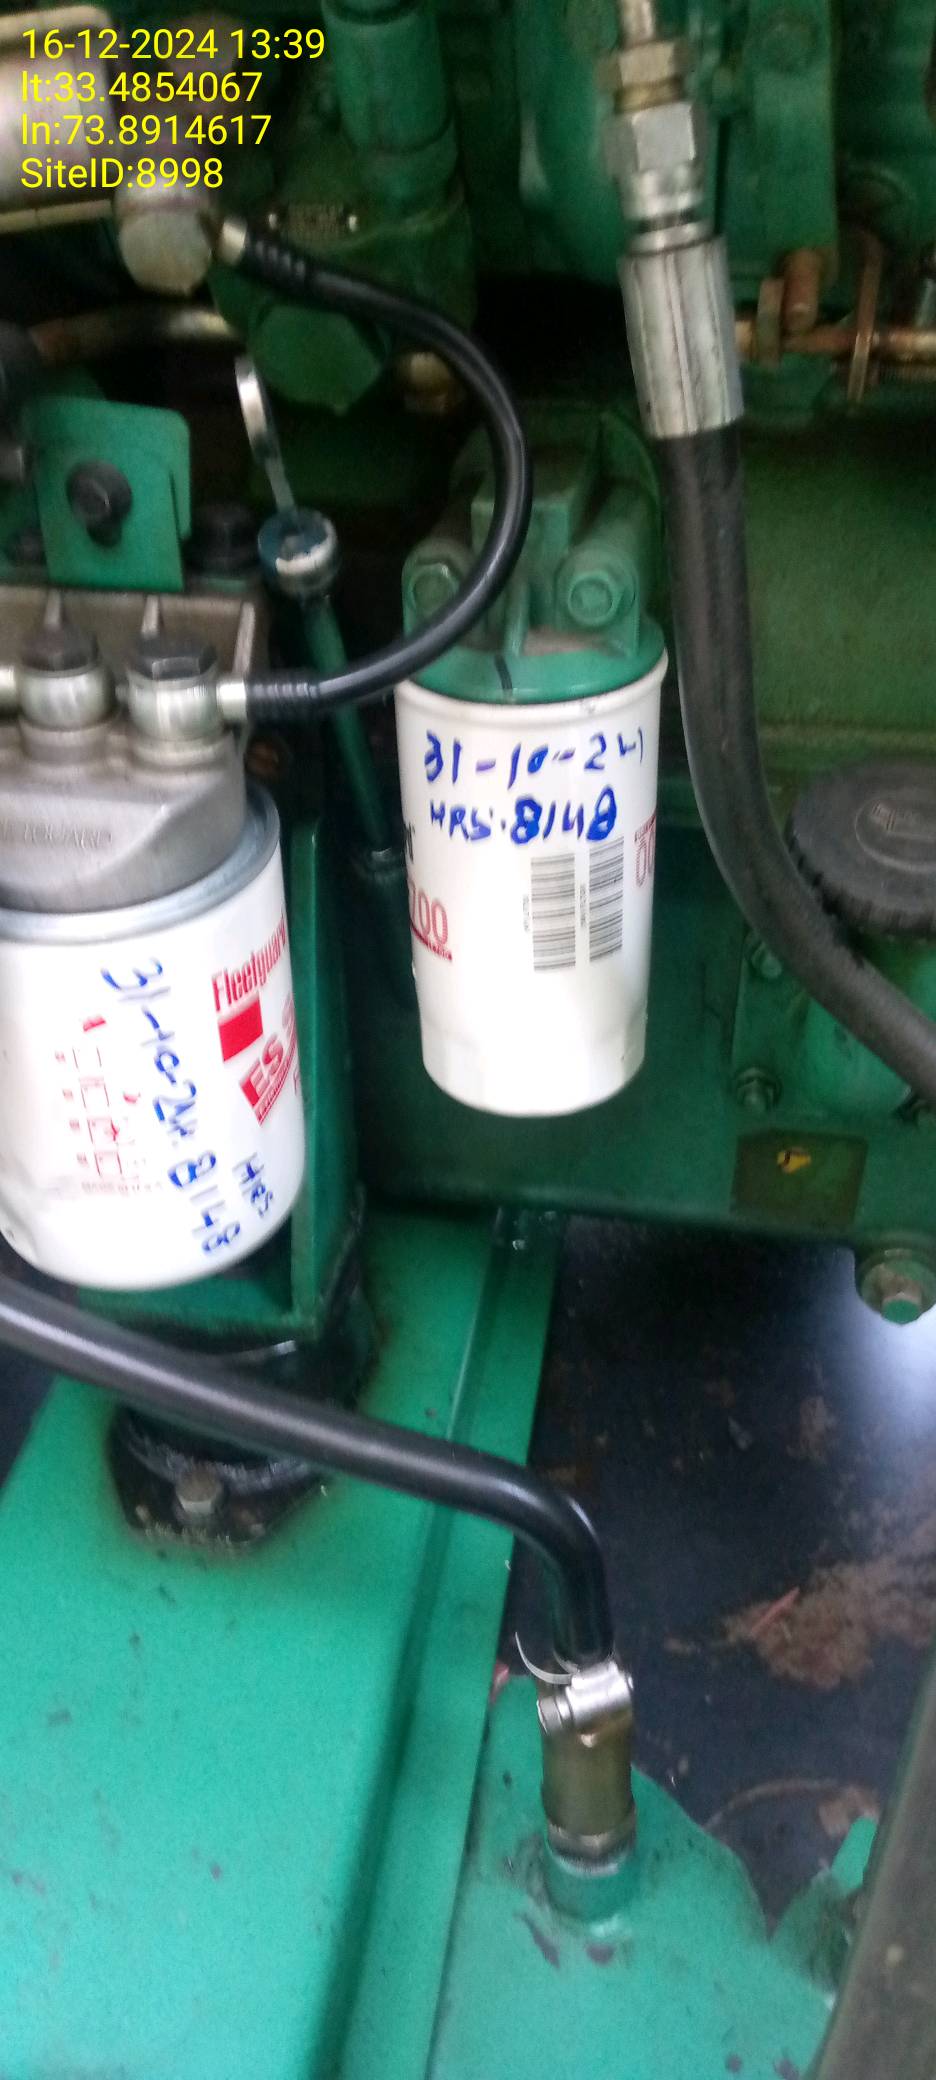 16-12-2024 13:39
lt:33.4854067
ln:73.8914617
SiteID:8998
31-10-24
HRS.8148
Fleetguard
31-10-24.
HRS
8148